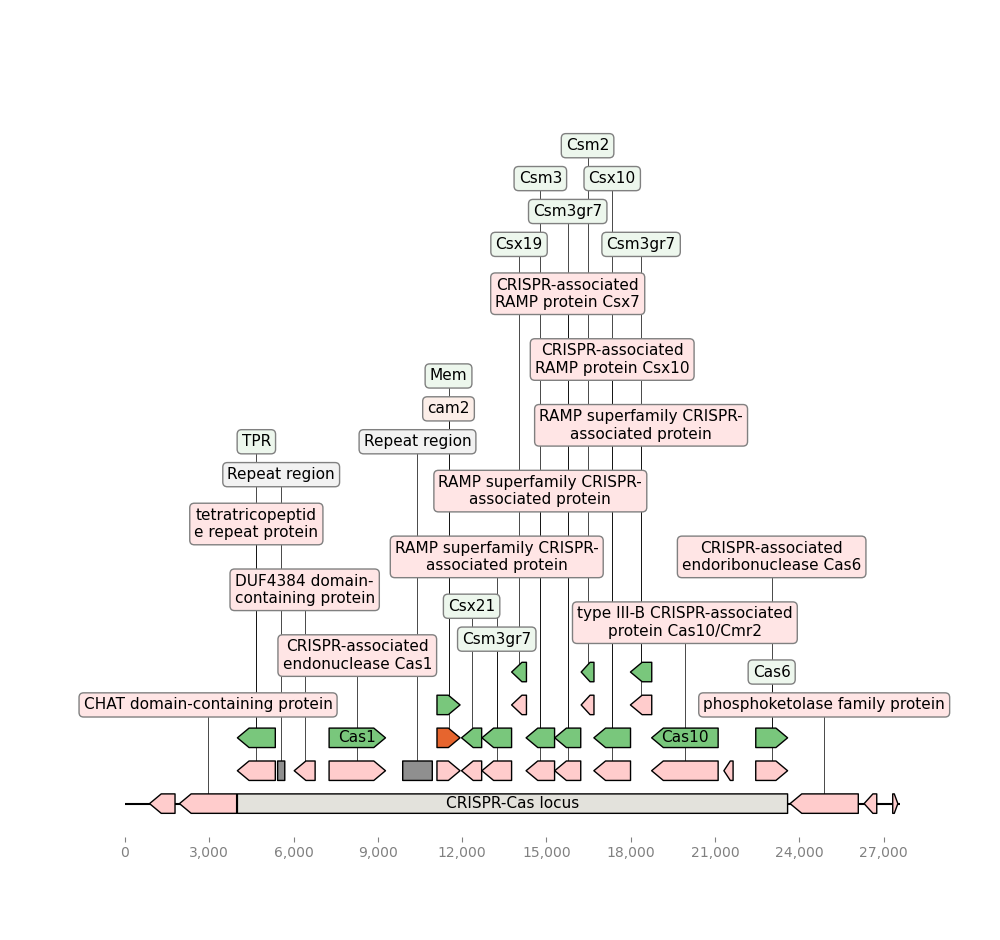 Csm2
Csm3
Csx10
Csm3gr7
Csx19
Csm3gr7
CRISPR-associated
RAMP protein Csx7
CRISPR-associated
RAMP protein Csx10
Mem
cam2
RAMP superfamily CRISPR-
associated protein
TPR
Repeat region
Repeat region
RAMP superfamily CRISPR-
associated protein
tetratricopeptid
e repeat protein
RAMP superfamily CRISPR-
associated protein
CRISPR-associated
endoribonuclease Cas6
DUF4384 domain-
containing protein
Csx21
type III-B CRISPR-associated
protein Cas10/Cmr2
Csm3gr7
CRISPR-associated
endonuclease Cas1
Cas6
CHAT domain-containing protein
phosphoketolase family protein
Cas1
Cas10
CRISPR-Cas locus
0
3,000
6,000
9,000
12,000
15,000
18,000
21,000
24,000
27,000